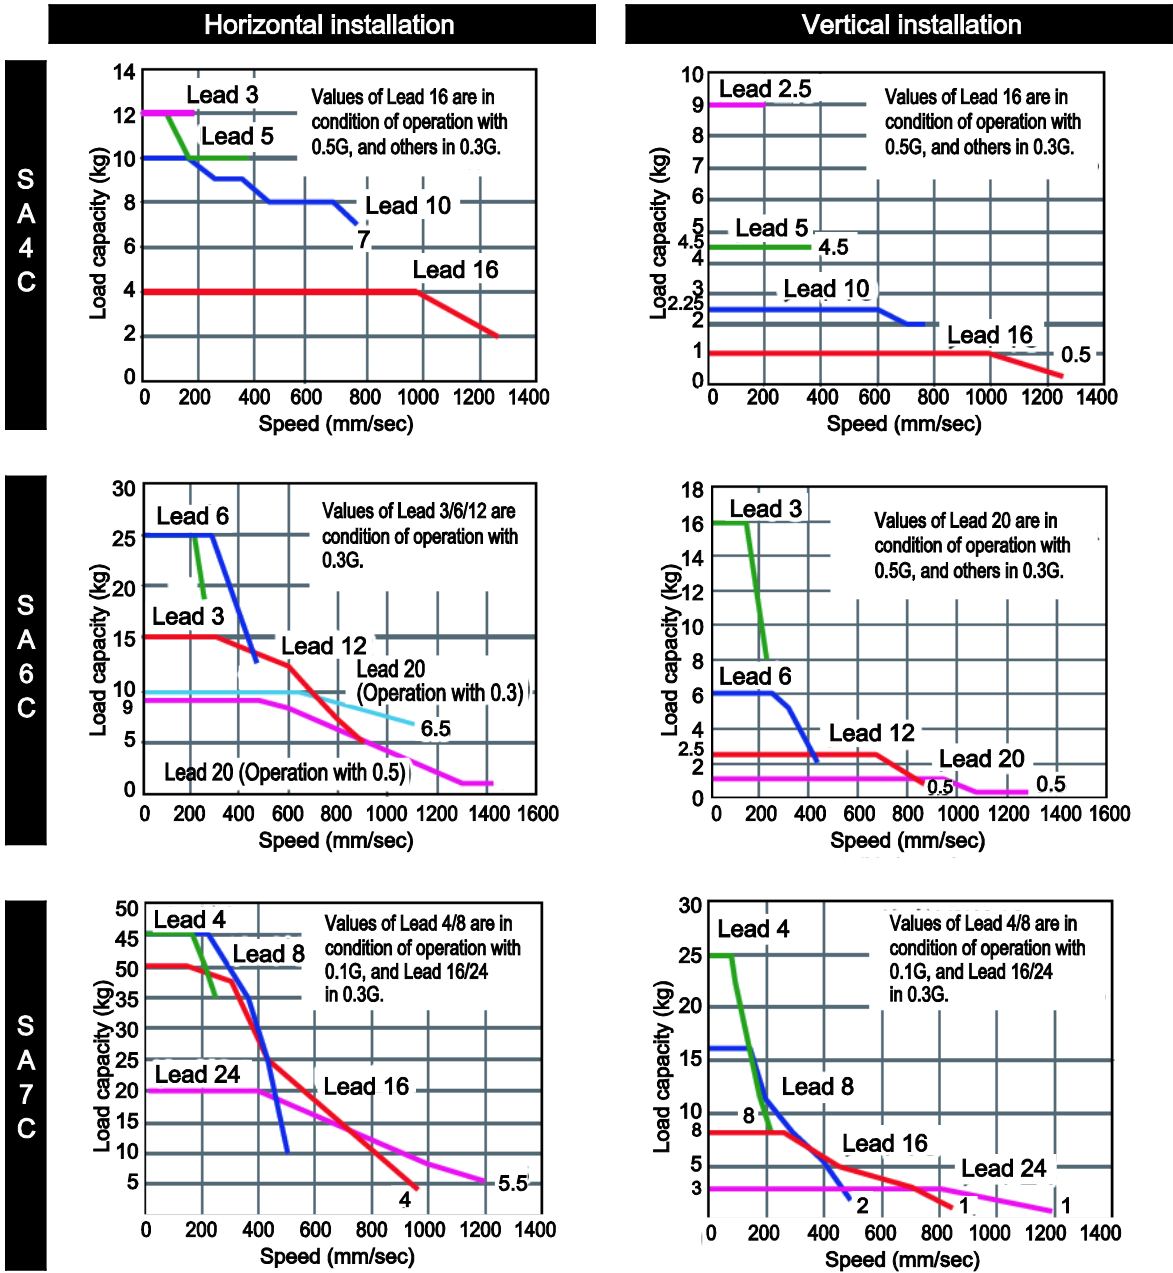 Horizontal installation
Vertical installation
S
A
4
C
Load capacity (kg)
14
12
10
8
6
4
2
0
Lead 3
Lead 5
Lead 10
7
Lead 16
Values of Lead 16 are in
condition of operation with
0.5G, and others in 0.3G.
0 200 400 600 800 1000 1200 1400
Speed (mm/sec)
Load capacity (kg)
10
9
8
7
6
5
4.5
4
3
2.25
2
1
0
Lead 2.5
Lead 5
4.5
Lead 10
Lead 16
0.5
Values of Lead 16 are in
condition of operation with
0.5G, and others in 0.3G.
0 200 400 600 800 1000 1200 1400
Speed (mm/sec)
S
A
6
C
Load capacity (kg)
30
25
20
15
10
9
5
0
Lead 6
Lead 3
Lead 12
Lead 20
(Operation with 0.3)
6.5
Lead 20 (Operation with 0.5)
Values of Lead 3/6/12 are
condition of operation with
0.3G.
0 200 400 600 800 1000 1200 1400 1600
Speed (mm/sec)
Load capacity (kg)
18
16
14
12
10
8
6
4
2.5
2
0
Lead 3
Lead 6
Lead 12
0.5
Lead 20
0.5
Values of Lead 20 are in
condition of operation with
0.5G, and others in 0.3G.
0 200 400 600 800 1000 1200 1400 1600
Speed (mm/sec)
S
A
7
C
Load capacity (kg)
50
45
50
35
30
25
20
15
10
5
Lead 4
Lead 8
Lead 24
Lead 16
5.5
4
Values of Lead 4/8 are in
condition of operation with
0.1G, and Lead 16/24
in 0.3G.
0 200 400 600 800 1000 1200 1400
Speed (mm/sec)
Load capacity (kg)
30
25
20
15
10
8
5
3
Lead 4
Lead 8
8
Lead 16
Lead 24
2
1
1
Values of Lead 4/8 are in
condition of operation with
0.1G, and Lead 16/24
in 0.3G.
0 200 400 600 800 1000 1200 1400
Speed (mm/sec)